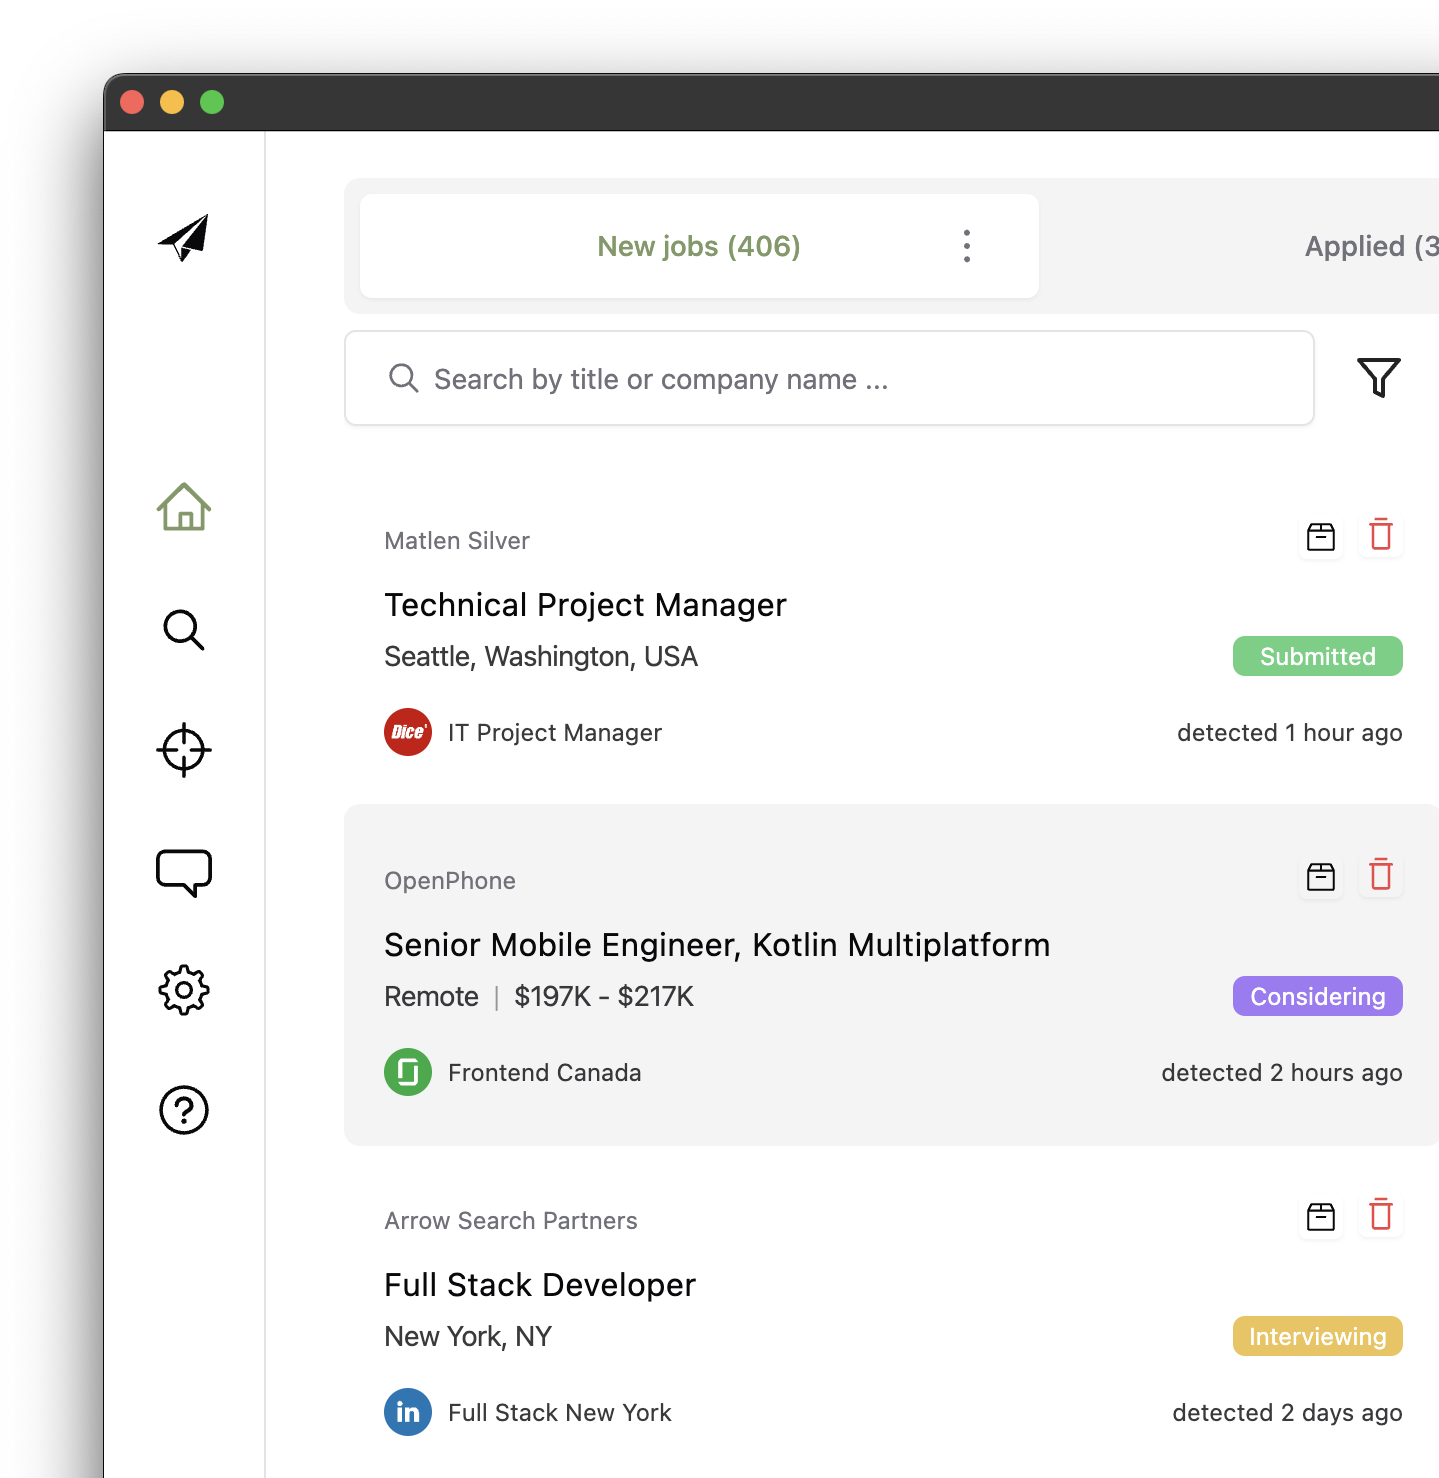 New jobs (406)
Applied (3
Search by title or company name ...
Matlen Silver
Technical Project Manager
Seattle, Washington, USA
Submitted
Dice
IT Project Manager
detected 1 hour ago
OpenPhone
Senior Mobile Engineer, Kotlin Multiplatform
Remote | $197K - $217K
Considering
Frontend Canada
detected 2 hours ago
Arrow Search Partners
Full Stack Developer
New York, NY
Interviewing
in
Full Stack New York
detected 2 days ago